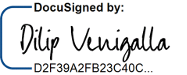 DocuSigned by:
Dilip Venigalla
D2F39A2FB23C40C...